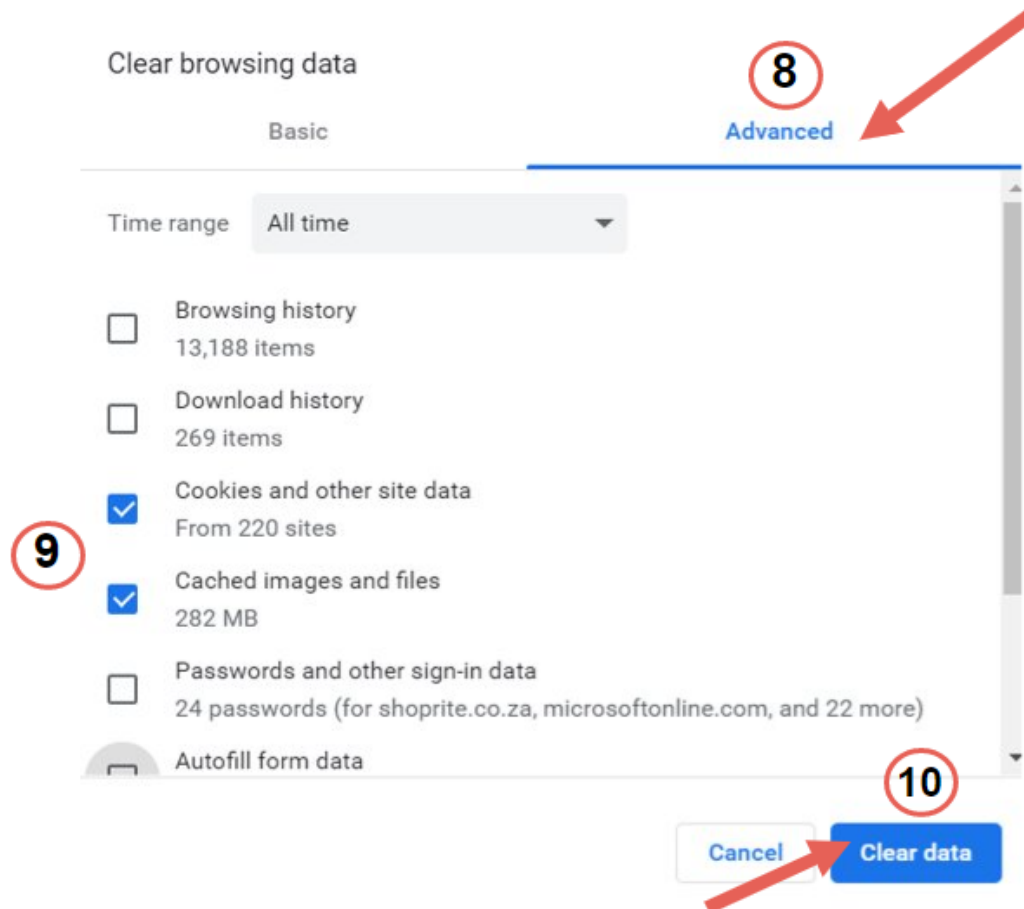 Clear browsing data
8
Basic
Advanced
Time range
All time
Browsing history
13,188 items
Download history
269 items
Cookies and other site data
From 220 sites
9
Cached images and files
282 MB
Passwords and other sign-in data
24 passwords (for shoprite.co.za, microsoftonline.com, and 22 more)
Autofill form data
10
Cancel
Clear data